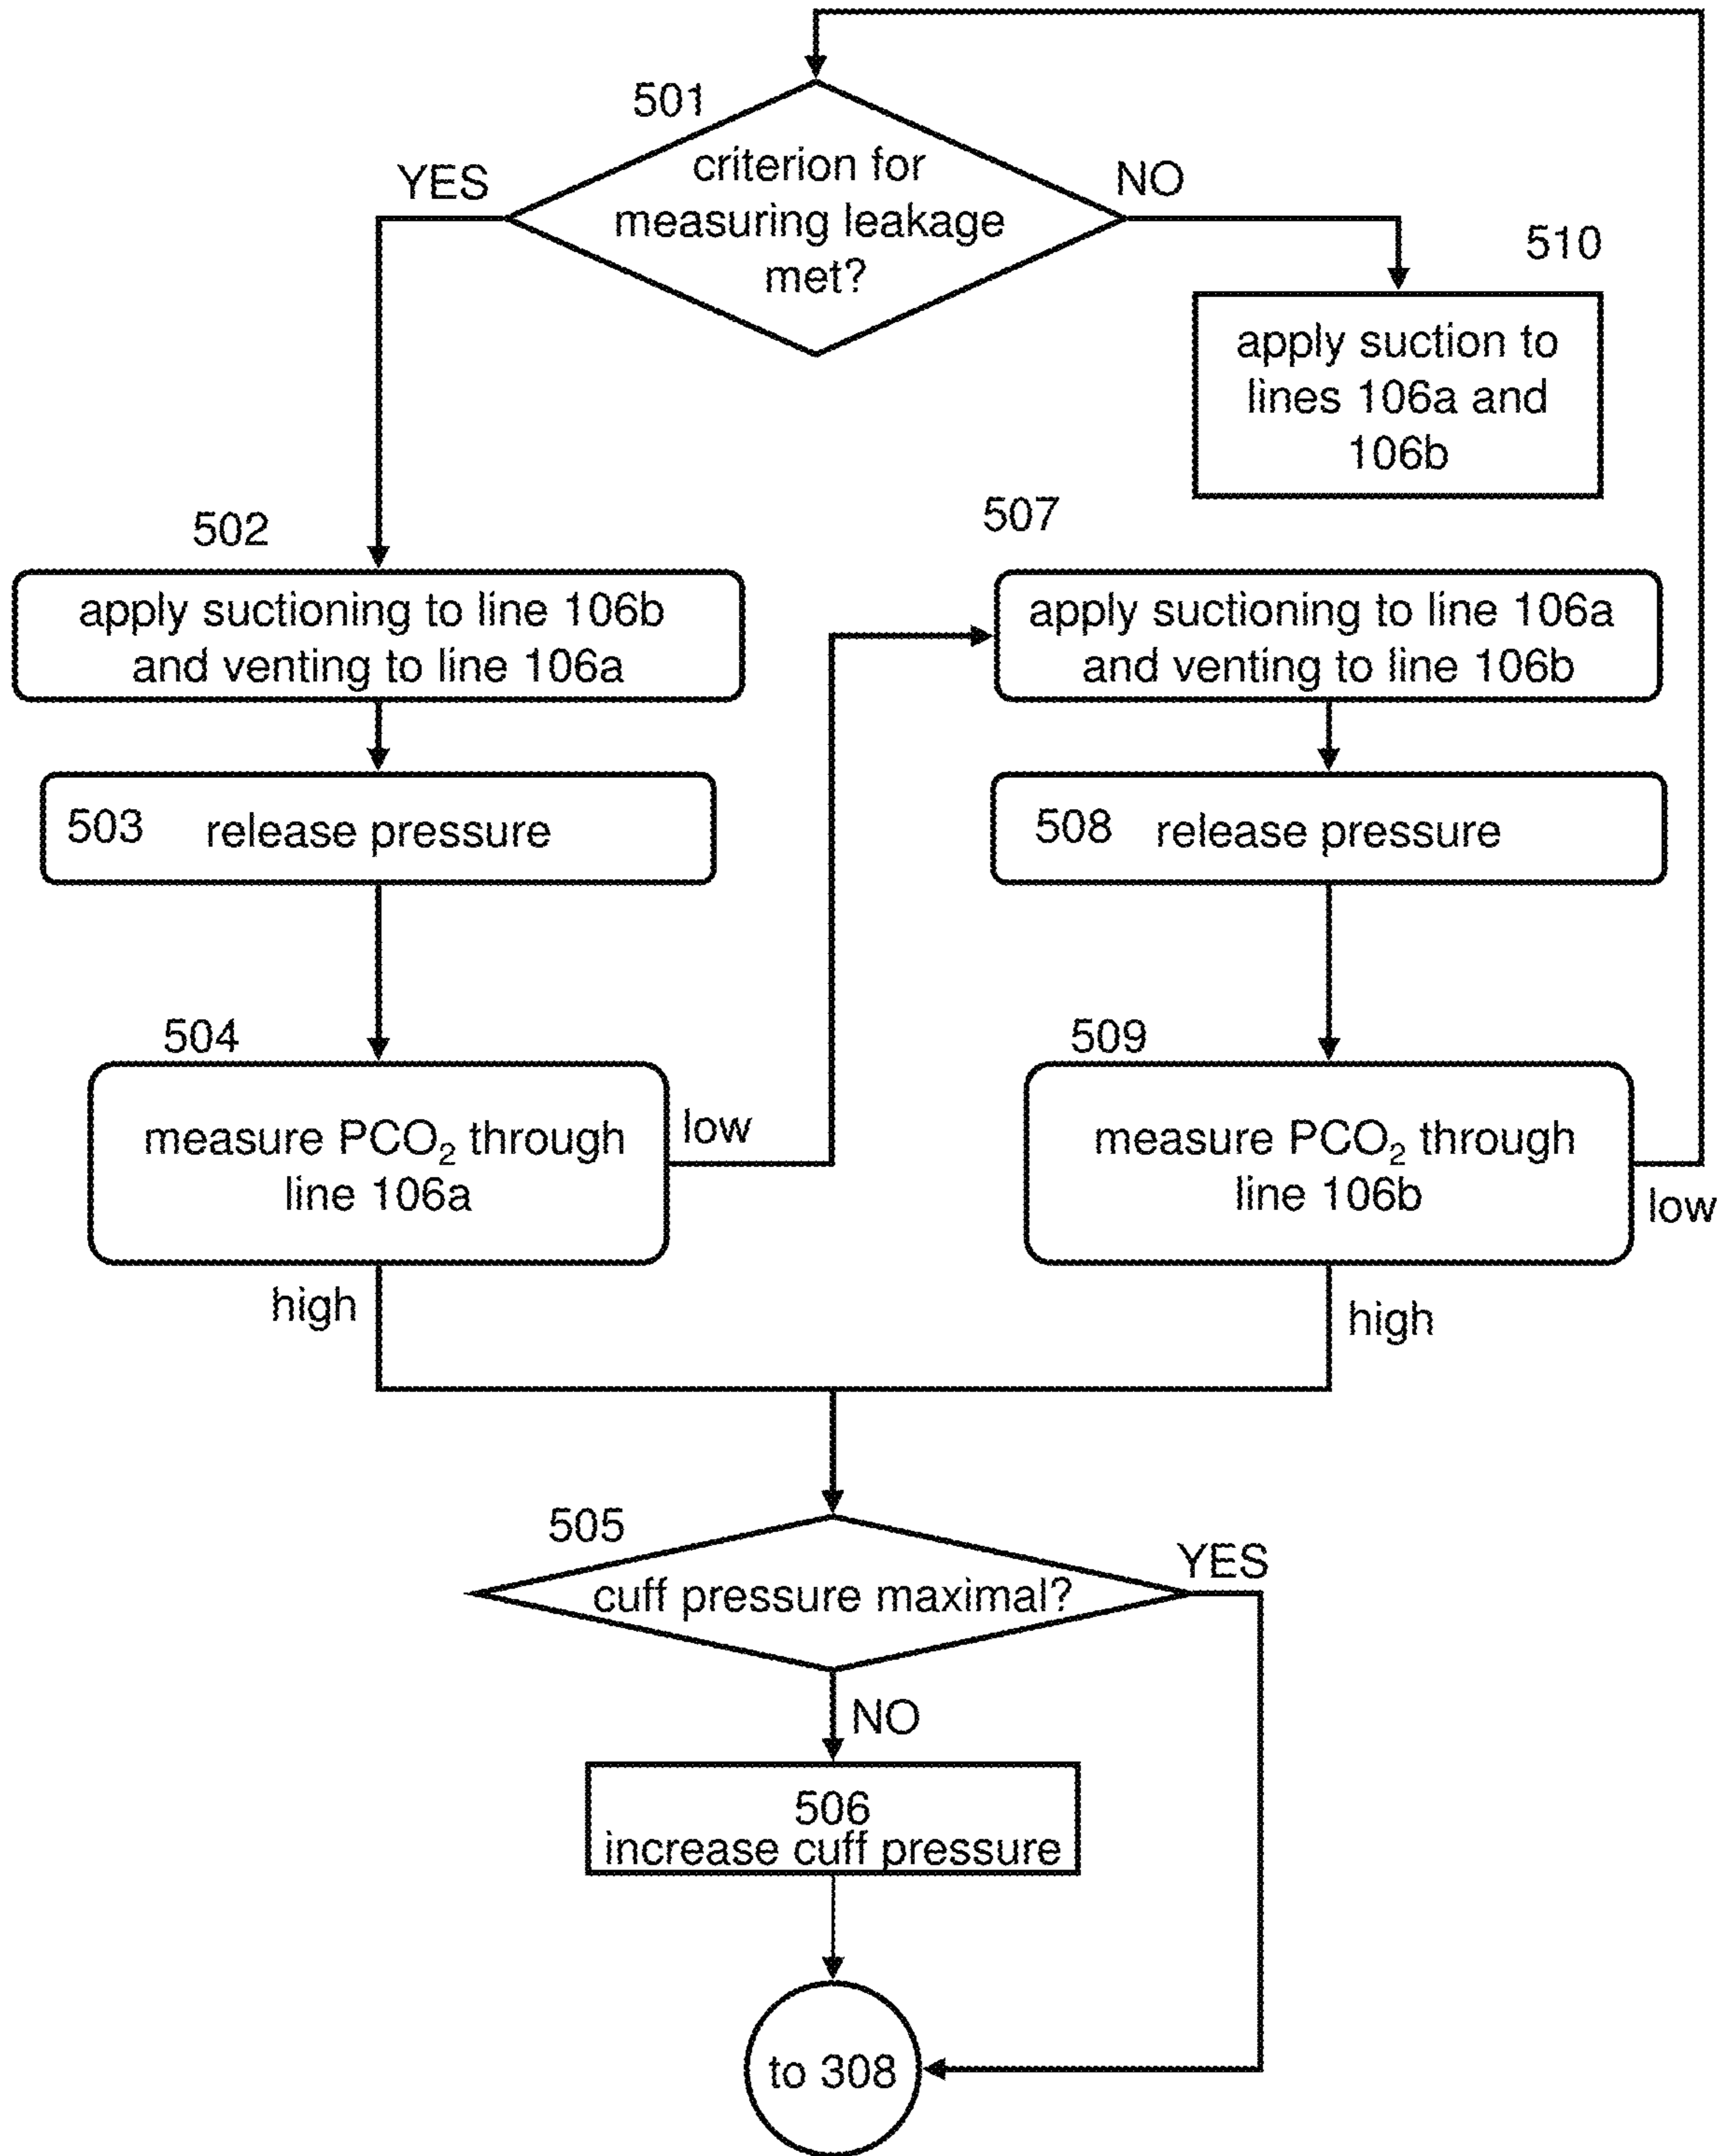 501
criterion for
measuring leakage
met?
YES
NO
510
apply suction to
lines 106a and
106b
502
apply suctioning to line 106b
and venting to line 106a
507
apply suctioning to line 106a
and venting to line 106b
503 release pressure
508 release pressure
504
measure PCO₂ through
line 106a
low
high
509
measure PCO₂ through
line 106b
low
high
505
cuff pressure maximal?
YES
NO
506
increase cuff pressure
to 308